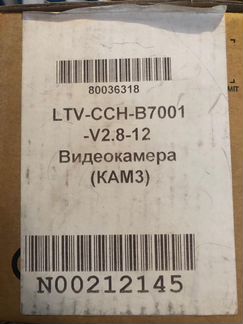 80036318
LTV-CCH-B7001
-V2.8-12
Видеокамера
(КАМ3)
N00212145